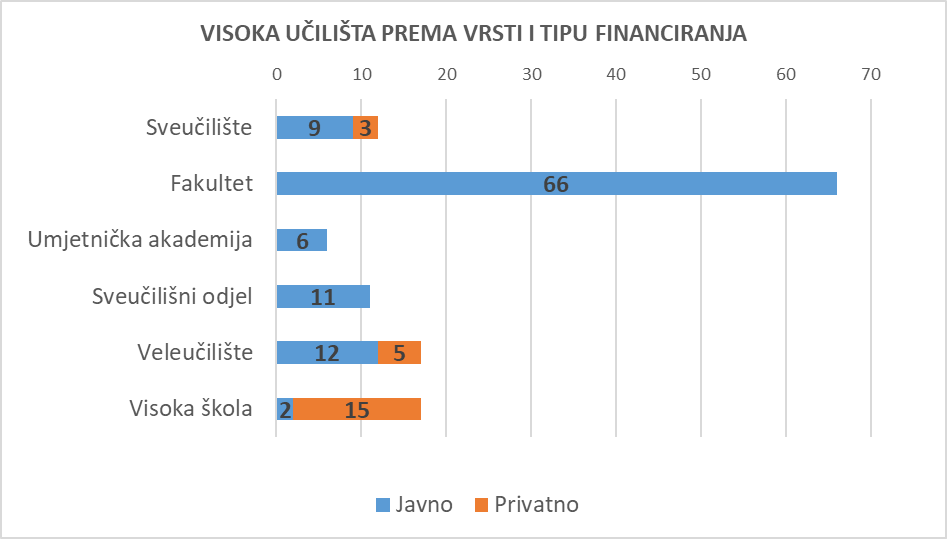 VISOKA UČILIŠTA PREMA VRSTI I TIPU FINANCIRANJA
0 10 20 30 40 50 60 70
Sveučilište 9 3
Fakultet 66
Umjetnička akademija 6
Sveučilišni odjel 11
Veleučilište 12 5
Visoka škola 2 15
Javno Privatno